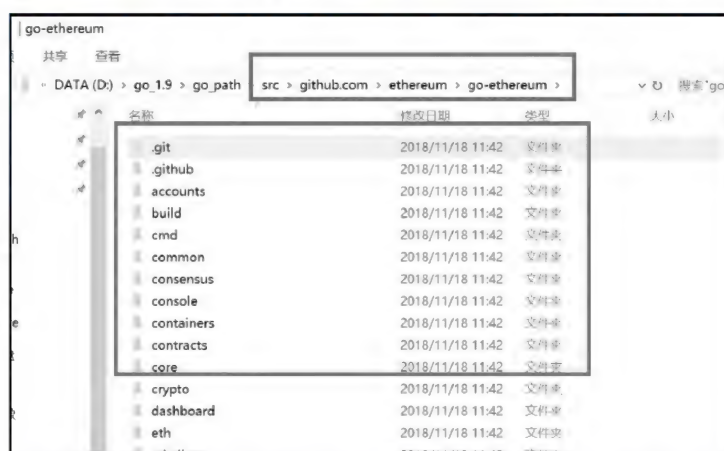 go-ethereum
共享 查看
DATA (D:) > go_1.9 > go_path > src > github.com > ethereum > go-ethereum > 搜索"go
名称 修改日期 类型 大小
.git 2018/11/18 11:42 文件夹
.github 2018/11/18 11:42 文件夹
accounts 2018/11/18 11:42 文件夹
build 2018/11/18 11:42 文件夹
cmd 2018/11/18 11:42 文件夹
common 2018/11/18 11:42 文件夹
consensus 2018/11/18 11:42 文件夹
console 2018/11/18 11:42 文件夹
containers 2018/11/18 11:42 文件夹
contracts 2018/11/18 11:42 文件夹
core 2018/11/18 11:42 文件夹
crypto 2018/11/18 11:42 文件夹
dashboard 2018/11/18 11:42 文件夹
eth 2018/11/18 11:42 文件夹